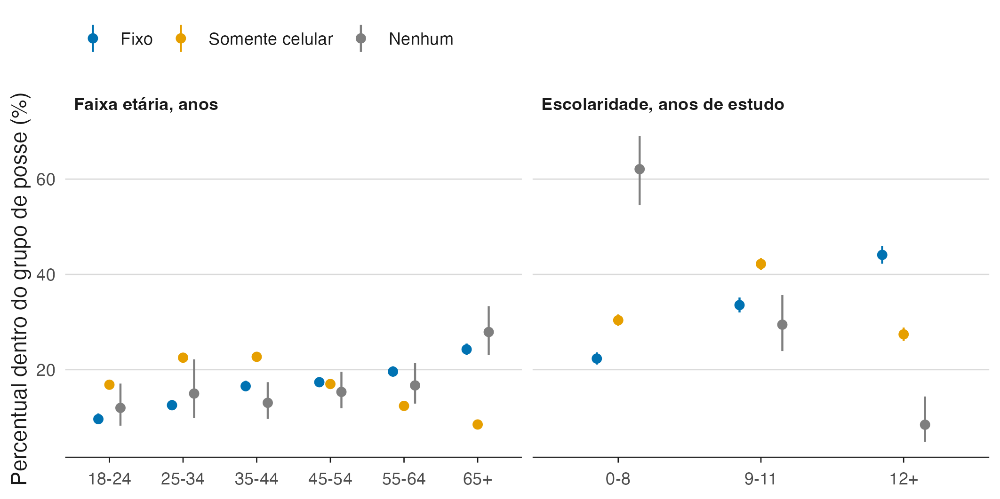 Fixo Somente celular Nenhum
Percentual dentro do grupo de posse (%)
Faixa etária, anos
Escolaridade, anos de estudo
60
40
20
18-24 25-34 35-44 45-54 55-64 65+
0-8 9-11 12+